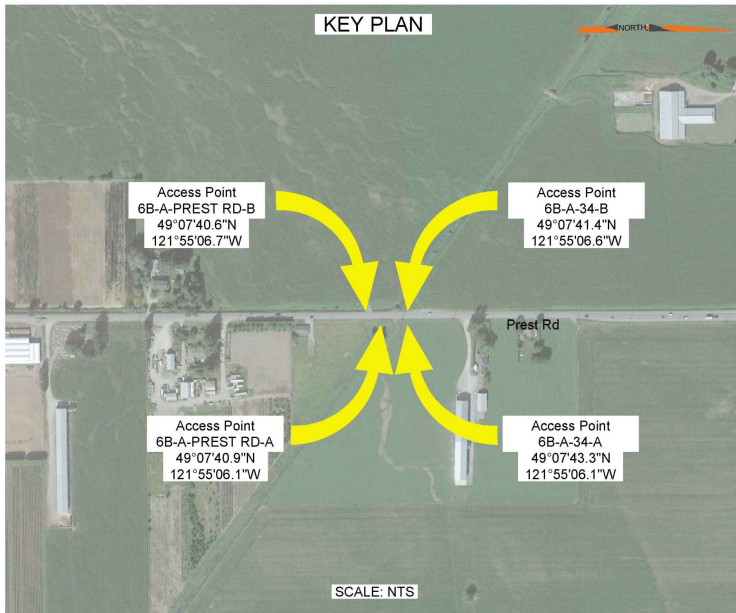 KEY PLAN
NORTH
Access Point
6B-A-PREST RD-B
49°07'40.6"N
121°55'06.7"W
Access Point
6B-A-34-B
49°07'41.4"N
121°55'06.6"W
Prest Rd
Access Point
6B-A-PREST RD-A
49°07'40.9"N
121°55'06.1"W
Access Point
6B-A-34-A
49°07'43.3"N
121°55'06.1"W
SCALE: NTS